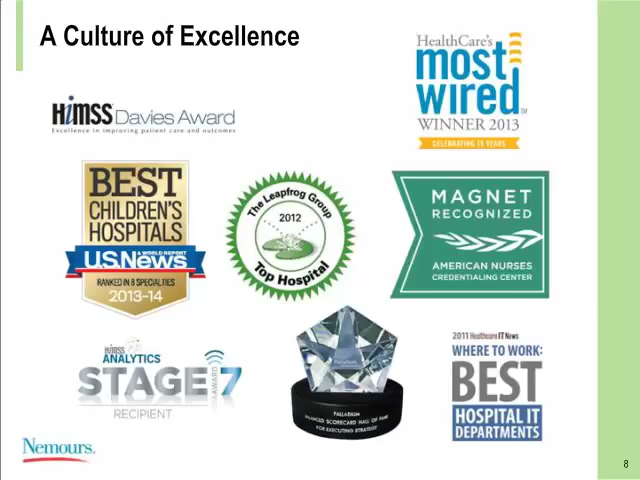 A Culture of Excellence
HealthCare's
most
wired™
WINNER 2013
CELEBRATING 15 YEARS
HiMSS Davies Award
Excellence in improving patient care and outcomes
BEST
CHILDREN'S
HOSPITALS
U.S.News
& WORLD REPORT
RANKED IN 8 SPECIALTIES
2013-14
The Leapfrog Group
2012
Top Hospital
MAGNET
RECOGNIZED
AMERICAN NURSES
CREDENTIALING CENTER
HiMSS
ANALYTICS
STAGE 7
AWARD
RECIPIENT
PALLADIUM
BALANCED SCORECARD HALL OF FAME
FOR EXECUTING STRATEGY
2011 Healthcare IT News
WHERE TO WORK:
BEST
HOSPITAL IT
DEPARTMENTS
Nemours.
8